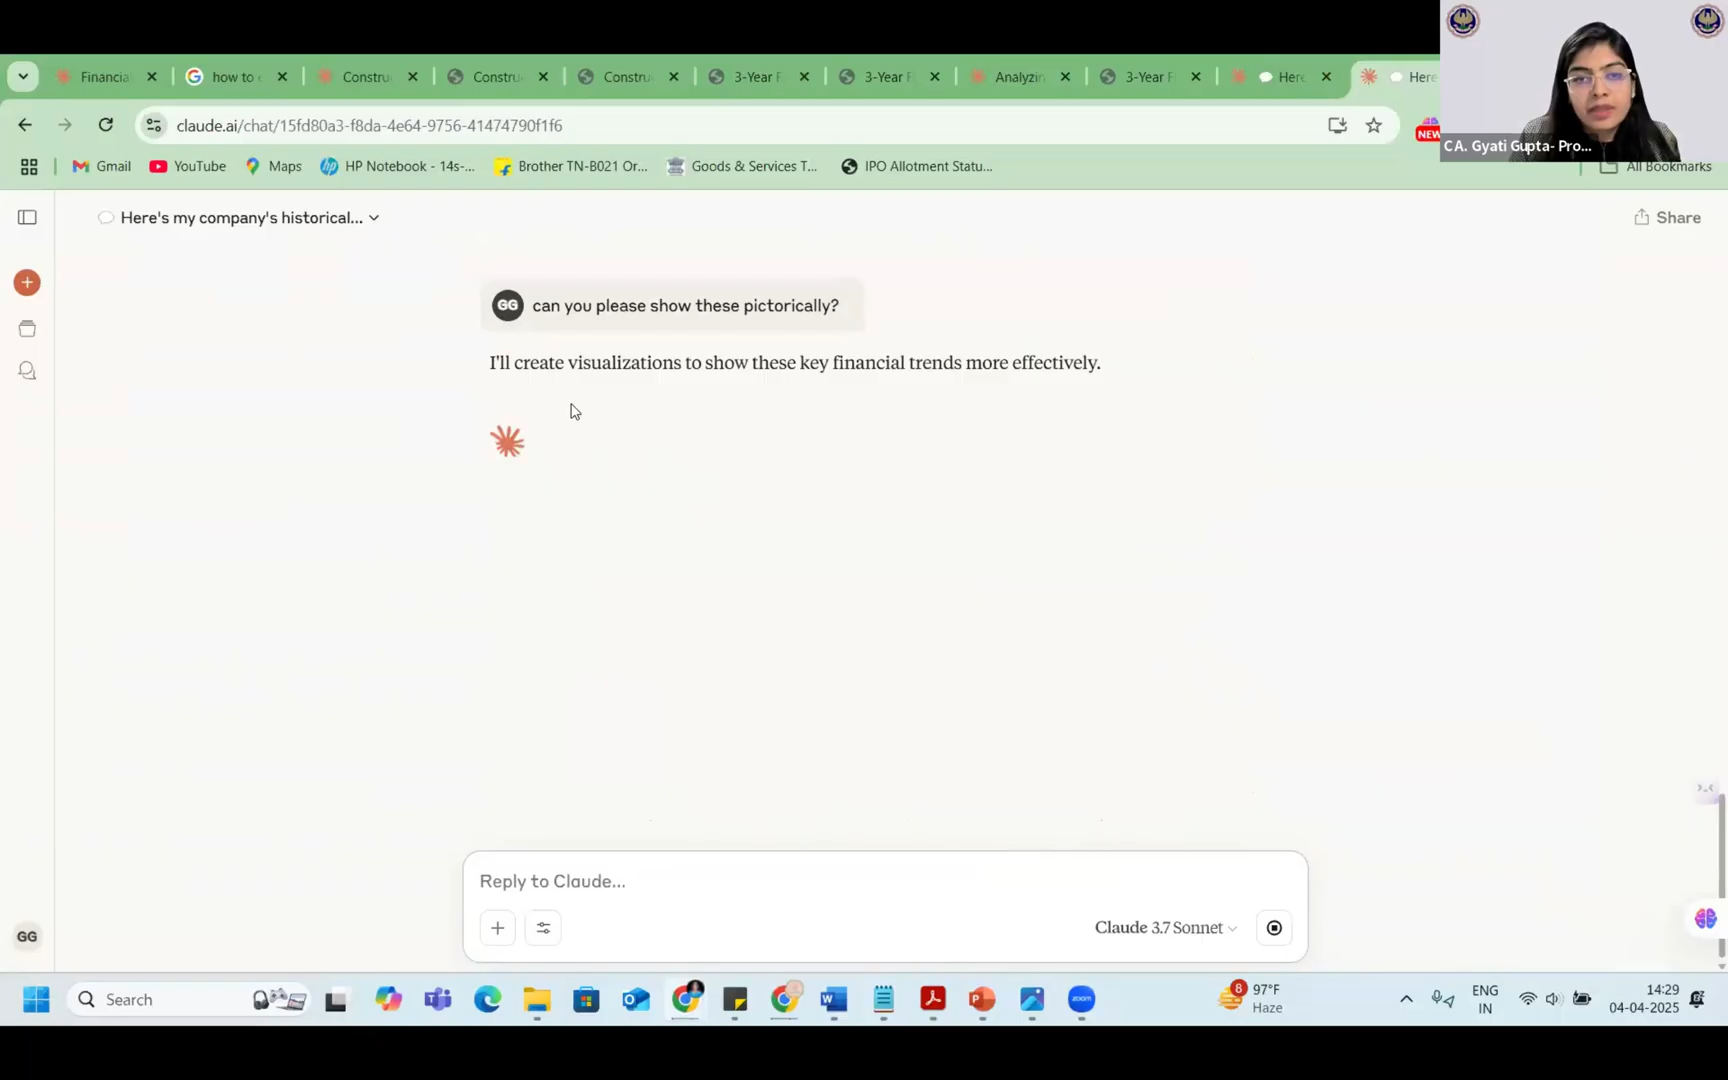 Financia
how to
Constru
Constru
Constru
3-Year F
3-Year F
Analyzin
3-Year F
Here
Here
claude.ai/chat/15fd80a3-f8da-4e64-9756-41474790f1f6
NEW
CA. Gyati Gupta- Pro...
Gmail
YouTube
Maps
HP Notebook - 14s-...
Brother TN-B021 Or...
Goods & Services T...
IPO Allotment Statu...
All Bookmarks
Here's my company's historical...
Share
GG can you please show these pictorically?
I'll create visualizations to show these key financial trends more effectively.
Reply to Claude...
Claude 3.7 Sonnet
GG
Search
zoom
8
97°F
Haze
ENG
IN
14:29
04-04-2025